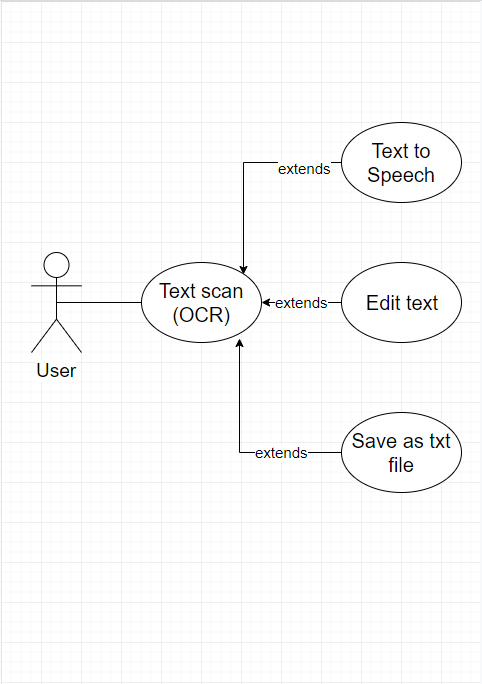 Text to
Speech
extends
Text scan
(OCR)
extends
Edit text
User
Save as txt
file
extends